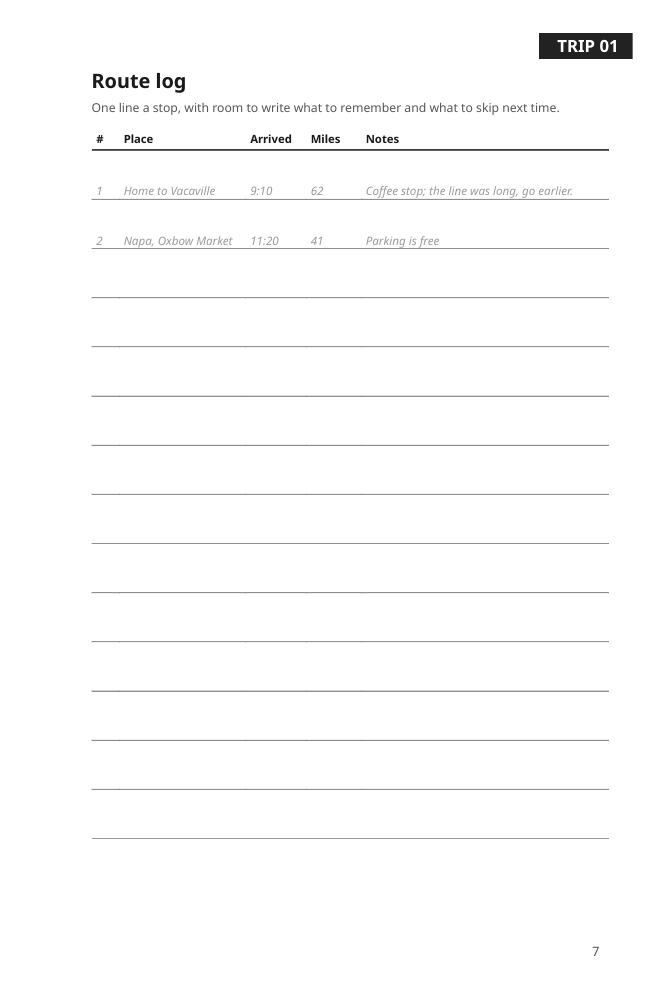 TRIP 01
Route log
One line a stop, with room to write what to remember and what to skip next time.
# Place Arrived Miles Notes
1 Home to Vacaville 9:10 62 Coffee stop; the line was long, go earlier.
2 Napa, Oxbow Market 11:20 41 Parking is free
7